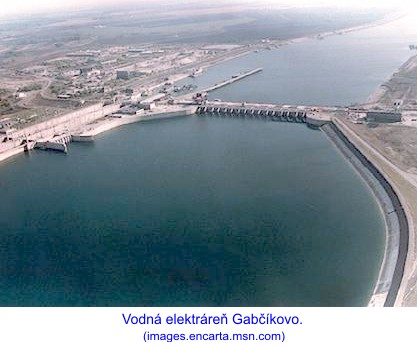 Vodná elektráreň Gabčíkovo.
(images.encarta.msn.com)